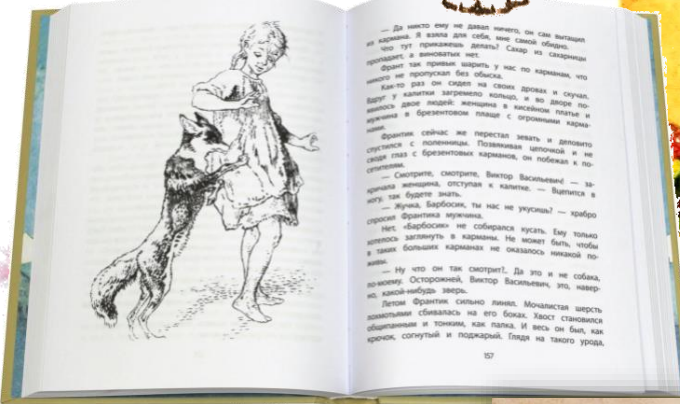 — Да никто ему не давал ничего, он сам вытащил
из кармана. Я взяла для себя, мне самой обидно.
Что тут прикажешь делать? Сахар из сахарницы
пропадает, а виноватых нет.
Франт так привык шарить у нас по карманам, что
никого не пропускал без обыска.
Как-то раз он сидел на своих дровах и скучал.
Вдруг у калитки загремело кольцо, и во дворе по-
явилось двое людей: женщина в кисейном платье и
мужчина в брезентовом плаще с огромными карма-
нами.
Франтик сейчас же перестал зевать и деловито
спустился с поленницы. Позвякивая цепочкой и не
сводя глаз с брезентовых карманов, он побежал к по-
сетителям.
— Смотрите, смотрите, Виктор Васильевич! — за-
кричала женщина, отступая к калитке. — Вцепится в
ногу, так будете знать.
— Жучка, Барбосик, ты нас не укусишь? — храбро
спросил Франтика мужчина.
Нет, «Барбосик» не собирался кусать. Ему только
хотелось заглянуть в карманы. Не может быть, чтобы
в таких больших карманах не оказалось никакой по-
живы.
— Ну что он так смотрит?.. Да это и не собака,
по-моему. Осторожней, Виктор Васильевич, это, навер-
но, какой-нибудь зверь.
Летом Франтик сильно линял. Мочалистая шерсть
лохмотьями сбивалась на его боках. Хвост становился
общипанным и тонким, как палка. И весь он был, как
крючок, согнутый и поджарый. Глядя на такого урода,
157